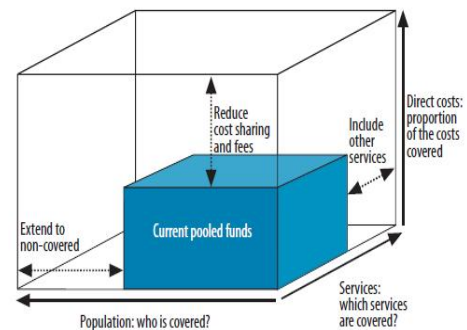 Reduce
cost sharing
and fees
Include
other
services
Direct costs:
proportion
of the costs
covered
Extend to
non-covered
Current pooled funds
Services:
which services
are covered?
Population: who is covered?